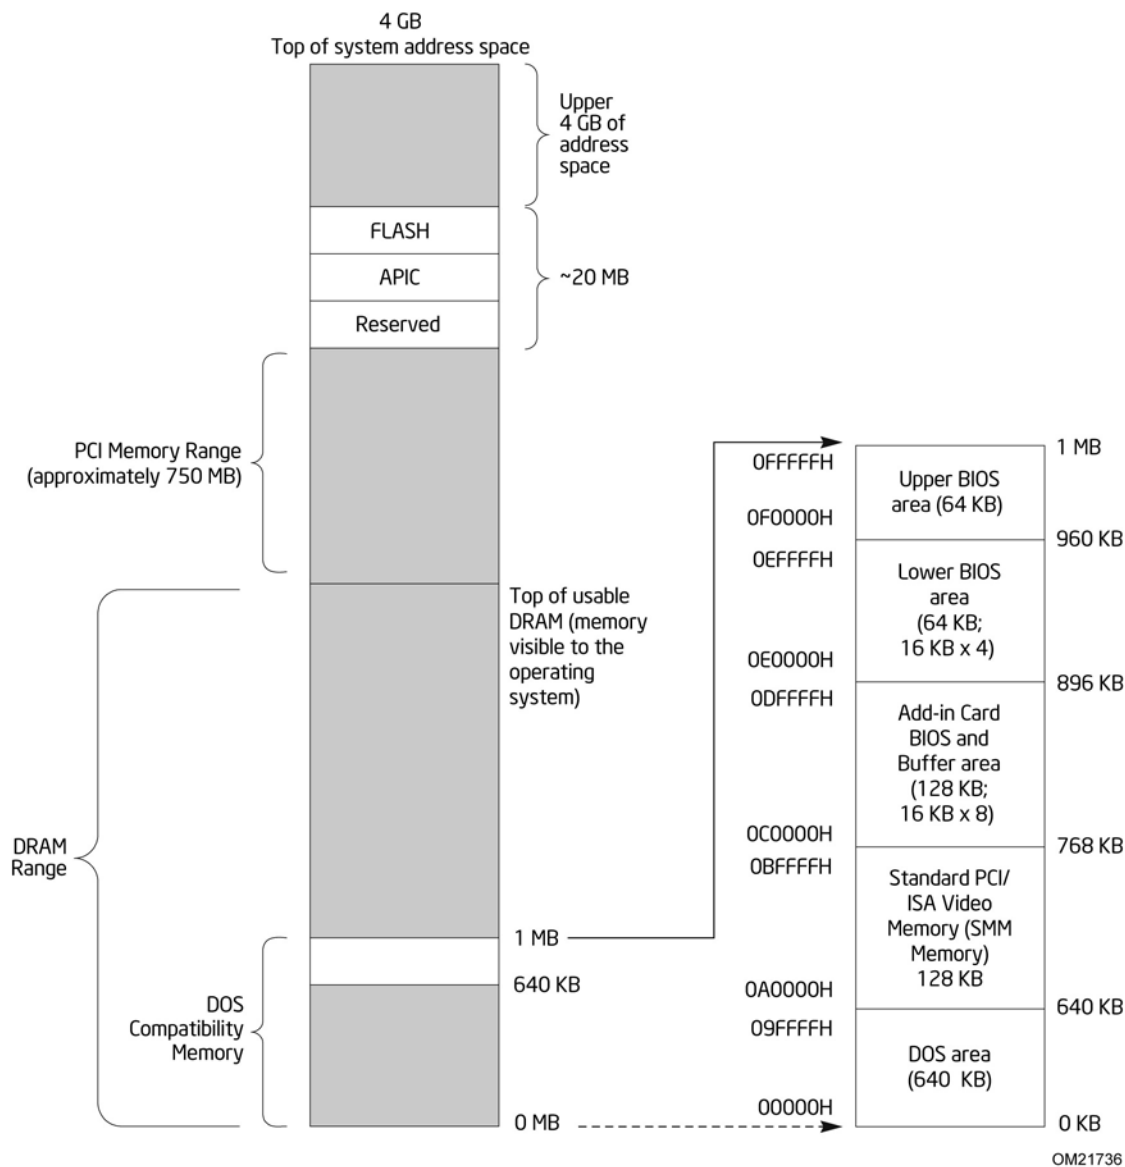 4 GB
Top of system address space
Upper
4 GB of
address
space
FLASH
APIC
~20 MB
Reserved
PCI Memory Range
(approximately 750 MB)
Top of usable
DRAM (memory
visible to the
operating
system)
DRAM
Range
1 MB
640 KB
DOS
Compatibility
Memory
0 MB
0FFFFFH
1 MB
Upper BIOS
area (64 KB)
0F0000H
960 KB
0EFFFFH
Lower BIOS
area
(64 KB;
16 KB x 4)
0E0000H
896 KB
0DFFFFH
Add-in Card
BIOS and
Buffer area
(128 KB;
16 KB x 8)
0C0000H
768 KB
0BFFFFH
Standard PCI/
ISA Video
Memory (SMM
Memory)
128 KB
0A0000H
640 KB
09FFFFH
DOS area
(640 KB)
00000H
0 KB
OM21736